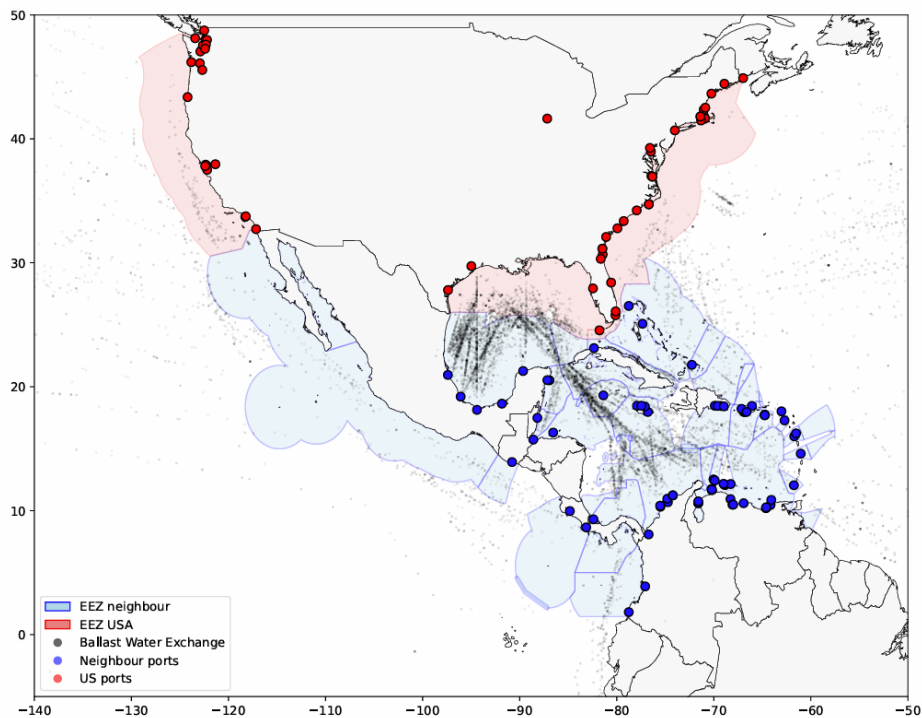 50
40
30
20
10
0
EEZ neighbour
EEZ USA
Ballast Water Exchange
Neighbour ports
US ports
−140 −130 −120 −110 −100 −90 −80 −70 −60 −50